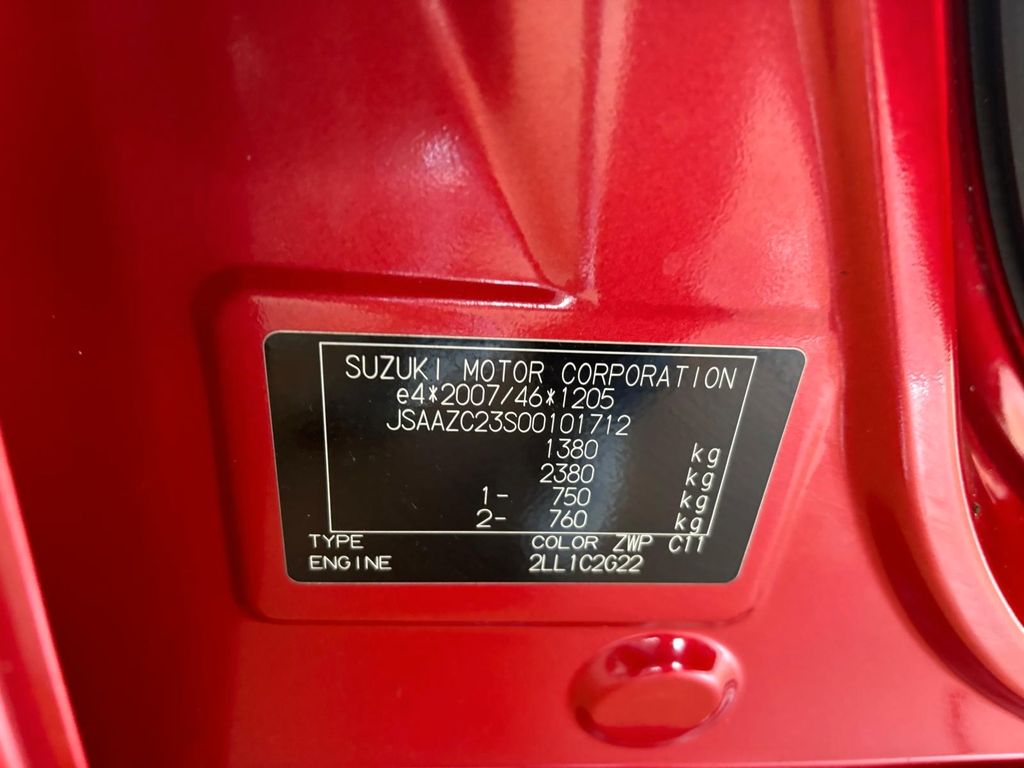 SUZUKI MOTOR CORPORATION
e4*2007/46*1205
JSAAZC23S00101712
1380 kg
2380 kg
1- 750 kg
2- 760 kg
TYPE COLOR ZWP C11
ENGINE 2LL1C2G22